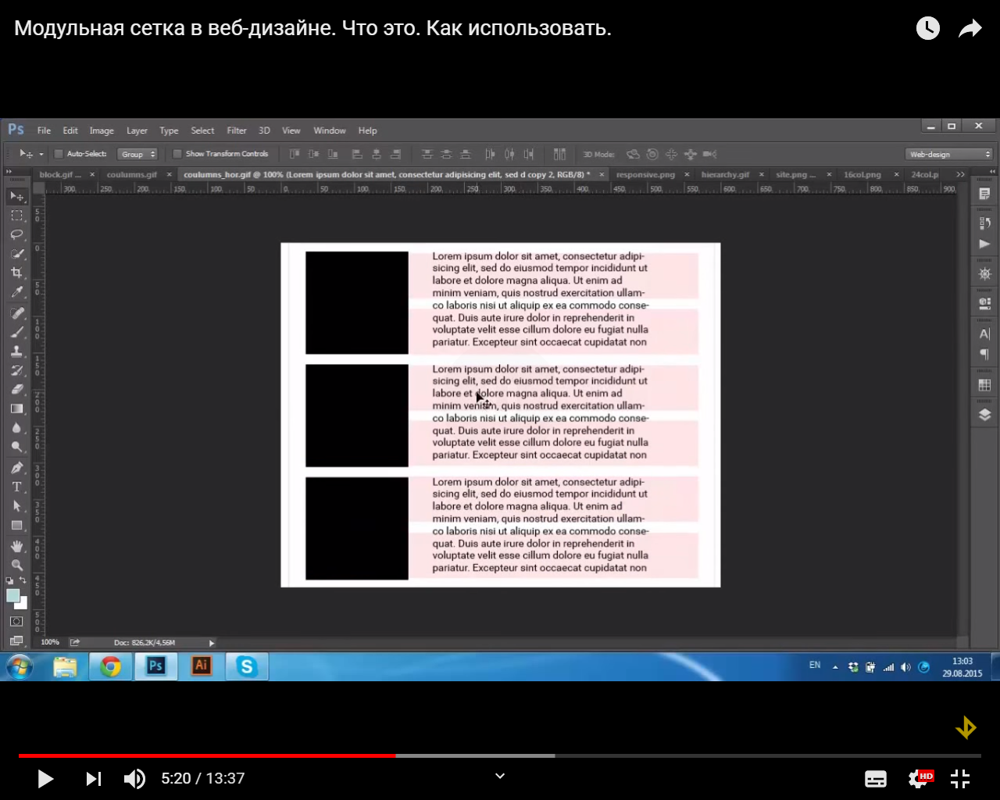 Модульная сетка в веб-дизайне. Что это. Как использовать.
Ps File Edit Image Layer Type Select Filter 3D View Window Help
Auto-Select: Group Show Transform Controls 3D Mode: Web-design
block.gif ... × coulumns.gif × coulumns_hor.gif @ 100% (Lorem ipsum dolor sit amet, consectetur adipisicing elit, sed d copy 2, RGB/8) * × responsive.png × hierarchy.gif × site.png ... × 16col.png × 24col.p
300 250 200 150 100 50 0 50 100 150 200 250 300 350 400 450 500 550 600 650 700 750 800 850 900
Lorem ipsum dolor sit amet, consectetur adipi-
sicing elit, sed do eiusmod tempor incididunt ut
labore et dolore magna aliqua. Ut enim ad
minim veniam, quis nostrud exercitation ullam-
co laboris nisi ut aliquip ex ea commodo conse-
quat. Duis aute irure dolor in reprehenderit in
voluptate velit esse cillum dolore eu fugiat nulla
pariatur. Excepteur sint occaecat cupidatat non
Lorem ipsum dolor sit amet, consectetur adipi-
sicing elit, sed do eiusmod tempor incididunt ut
labore et dolore magna aliqua. Ut enim ad
minim veniam, quis nostrud exercitation ullam-
co laboris nisi ut aliquip ex ea commodo conse-
quat. Duis aute irure dolor in reprehenderit in
voluptate velit esse cillum dolore eu fugiat nulla
pariatur. Excepteur sint occaecat cupidatat non
Lorem ipsum dolor sit amet, consectetur adipi-
sicing elit, sed do eiusmod tempor incididunt ut
labore et dolore magna aliqua. Ut enim ad
minim veniam, quis nostrud exercitation ullam-
co laboris nisi ut aliquip ex ea commodo conse-
quat. Duis aute irure dolor in reprehenderit in
voluptate velit esse cillum dolore eu fugiat nulla
pariatur. Excepteur sint occaecat cupidatat non
100% Doc: 826,2K/4,56M
Ps Ai S EN 13:03
29.08.2015
5:20 / 13:37 HD